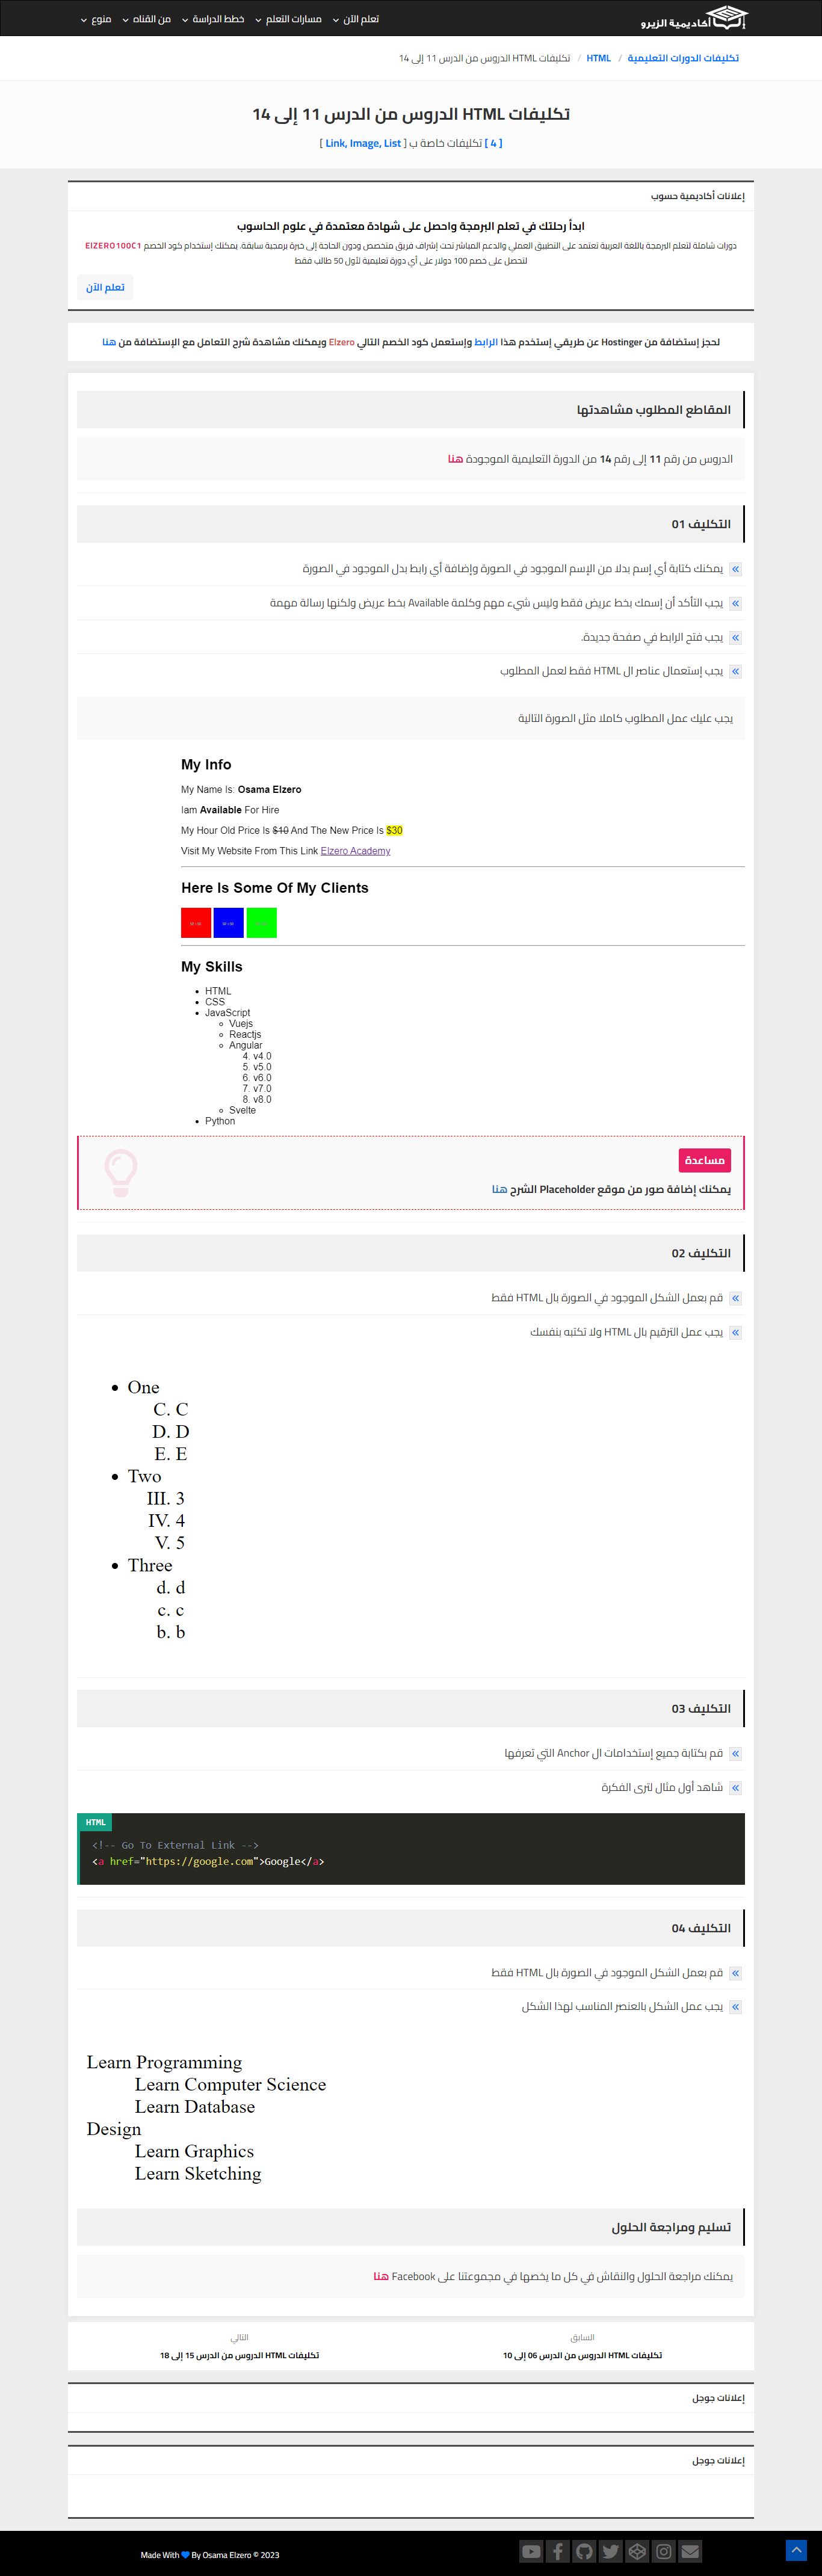 أكاديمية الزيرو
تعلم الآن
مسارات التعلم
خطط الدراسة
من القناه
منوع
تكليفات الدورات التعليمية / HTML / تكليفات HTML الدروس من الدرس 11 إلى 14
تكليفات HTML الدروس من الدرس 11 إلى 14
[ 4 ] تكليفات خاصة ب [ Link, Image, List ]
إعلانات أكاديمية حسوب
ابدأ رحلتك في تعلم البرمجة واحصل على شهادة معتمدة في علوم الحاسوب
دورات شاملة لتعلم البرمجة باللغة العربية تعتمد على التطبيق العملي والدعم المباشر تحت إشراف فريق متخصص ودون الحاجة إلى خبرة برمجية سابقة. يمكنك إستخدام كود الخصم ElZERO100C1
لتحصل على خصم 100 دولار على أي دورة تعليمية لأول 50 طالب فقط
تعلم الآن
لحجز إستضافة من Hostinger عن طريقي إستخدم هذا الرابط وإستعمل كود الخصم التالي Elzero ويمكنك مشاهدة شرح التعامل مع الإستضافة من هنا
المقاطع المطلوب مشاهدتها
الدروس من رقم 11 إلى رقم 14 من الدورة التعليمية الموجودة هنا
التكليف 01
يمكنك كتابة أي إسم بدلا من الإسم الموجود في الصورة وإضافة أي رابط بدل الموجود في الصورة
يجب التأكد أن إسمك بخط عريض فقط وليس شيء مهم وكلمة Available بخط عريض ولكنها رسالة مهمة
يجب فتح الرابط في صفحة جديدة.
يجب إستعمال عناصر ال HTML فقط لعمل المطلوب
يجب عليك عمل المطلوب كاملا مثل الصورة التالية
My Info
My Name Is: Osama Elzero
Iam Available For Hire
My Hour Old Price Is $10 And The New Price Is $30
Visit My Website From This Link Elzero Academy
Here Is Some Of My Clients
My Skills
• HTML
• CSS
• JavaScript
○ Vuejs
○ Reactjs
○ Angular
4. v4.0
5. v5.0
6. v6.0
7. v7.0
8. v8.0
○ Svelte
• Python
مساعدة
يمكنك إضافة صور من موقع Placeholder الشرح هنا
التكليف 02
قم بعمل الشكل الموجود في الصورة بال HTML فقط
يجب عمل الترقيم بال HTML ولا تكتبه بنفسك
• One
C. C
D. D
E. E
• Two
III. 3
IV. 4
V. 5
• Three
d. d
c. c
b. b
التكليف 03
قم بكتابة جميع إستخدامات ال Anchor التي تعرفها
شاهد أول مثال لترى الفكرة
HTML
<!-- Go To External Link -->
<a href="https://google.com">Google</a>
التكليف 04
قم بعمل الشكل الموجود في الصورة بال HTML فقط
يجب عمل الشكل بالعنصر المناسب لهذا الشكل
Learn Programming
Learn Computer Science
Learn Database
Design
Learn Graphics
Learn Sketching
تسليم ومراجعة الحلول
يمكنك مراجعة الحلول والنقاش في كل ما يخصها في مجموعتنا على Facebook هنا
السابق
تكليفات HTML الدروس من الدرس 06 إلى 10
التالي
تكليفات HTML الدروس من الدرس 15 إلى 18
إعلانات جوجل
إعلانات جوجل
Made With By Osama Elzero © 2023